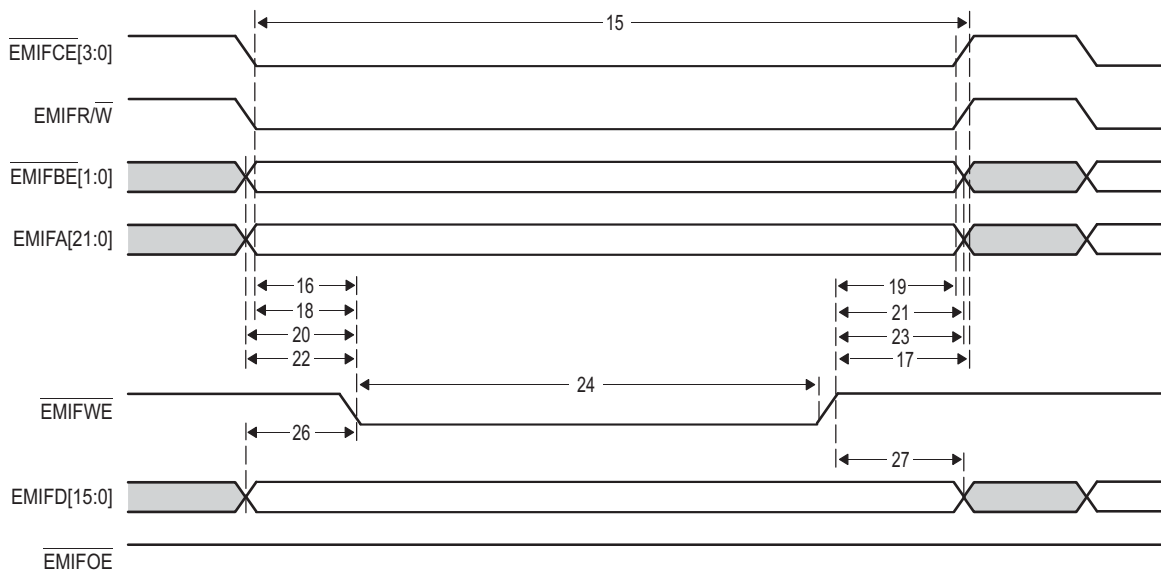 15
EMIFCE[3:0]
EMIFR/W
EMIFBE[1:0]
EMIFA[21:0]
16 19
18 21
20 23
22 17
24
EMIFWE
26
27
EMIFD[15:0]
EMIFOE